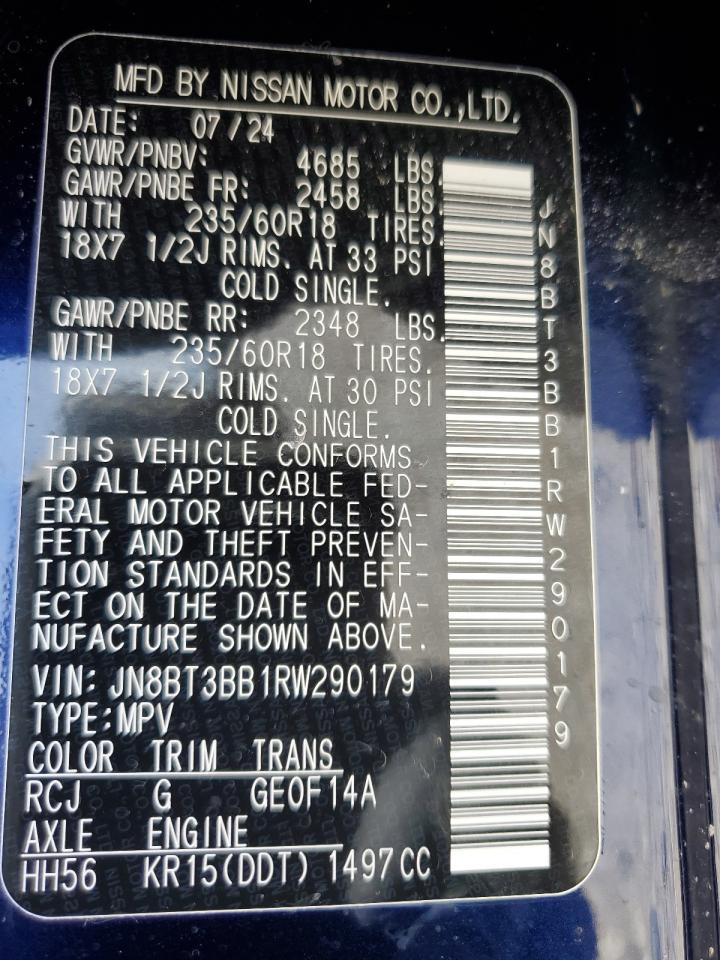 MFD BY NISSAN MOTOR CO.,LTD.
DATE: 07/24
GVWR/PNBV: 4685 LBS
GAWR/PNBE FR: 2458 LBS.
WITH 235/60R18 TIRES.
18X7 1/2J RIMS. AT 33 PSI
COLD SINGLE.
GAWR/PNBE RR: 2348 LBS.
WITH 235/60R18 TIRES.
18X7 1/2J RIMS. AT 30 PSI
COLD SINGLE.
THIS VEHICLE CONFORMS
TO ALL APPLICABLE FED-
ERAL MOTOR VEHICLE SA-
FETY AND THEFT PREVEN-
TION STANDARDS IN EFF-
ECT ON THE DATE OF MA-
NUFACTURE SHOWN ABOVE.
VIN: JN8BT3BB1RW290179
TYPE:MPV
COLOR TRIM TRANS
RCJ G GE0F14A
AXLE ENGINE
HH56 KR15(DDT) 1497CC
JN8BT3BB1RW290179